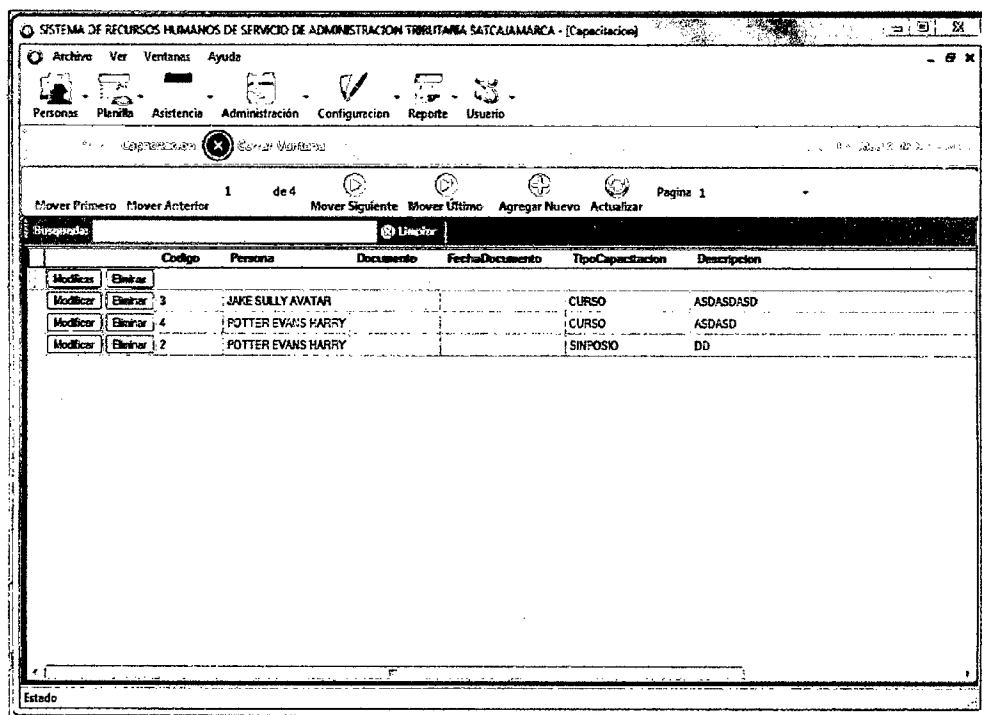 SISTEMA DE RECURSOS HUMANOS DE SERVICIO DE ADMINISTRACION TRIBUTARIA SATCAJAMARCA - [Capacitacion]
Archivo Ver Ventanas Ayuda
Personas Planilla Asistencia Administración Configuracion Reporte Usuario
Capacitacion Cerrar Ventana
1 de 4 Pagina 1
Mover Primero Mover Anterior Mover Siguiente Mover Último Agregar Nuevo Actualizar
Busqueda: Limpiar
Codigo Persona Documento FechaDocumento TipoCapacitacion Descripcion
Modificar Eliminar
Modificar Eliminar 3 JAKE SULLY AVATAR CURSO ASDASDASD
Modificar Eliminar 4 POTTER EVANS HARRY CURSO ASDASD
Modificar Eliminar 2 POTTER EVANS HARRY SINPOSIO DD
Estado